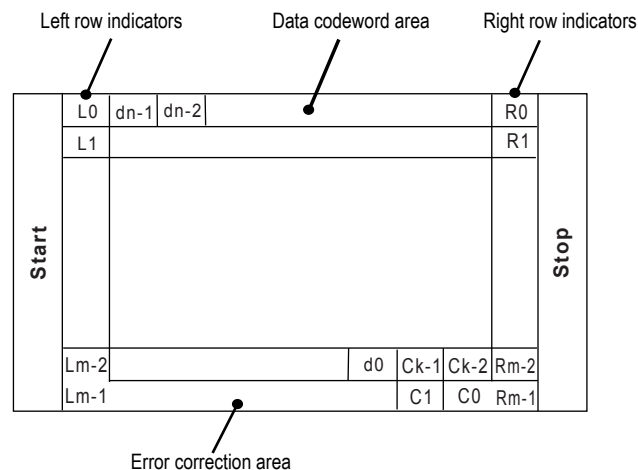 Left row indicators Data codeword area Right row indicators
L0 dn-1 dn-2 R0
L1 R1
Start
Stop
Lm-2 d0 Ck-1 Ck-2 Rm-2
Lm-1 C1 C0 Rm-1
Error correction area